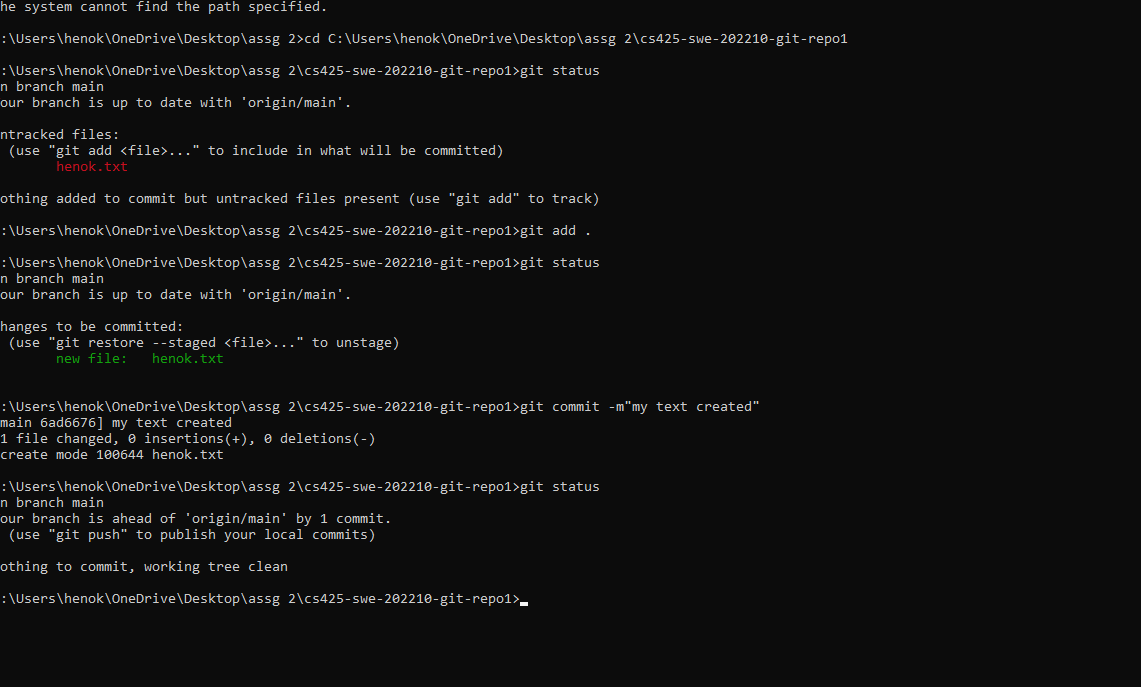 he system cannot find the path specified.
:\Users\henok\OneDrive\Desktop\assg 2>cd C:\Users\henok\OneDrive\Desktop\assg 2\cs425-swe-202210-git-repo1
:\Users\henok\OneDrive\Desktop\assg 2\cs425-swe-202210-git-repo1>git status
n branch main
our branch is up to date with 'origin/main'.
ntracked files:
(use "git add <file>..." to include in what will be committed)
henok.txt
othing added to commit but untracked files present (use "git add" to track)
:\Users\henok\OneDrive\Desktop\assg 2\cs425-swe-202210-git-repo1>git add .
:\Users\henok\OneDrive\Desktop\assg 2\cs425-swe-202210-git-repo1>git status
n branch main
our branch is up to date with 'origin/main'.
hanges to be committed:
(use "git restore --staged <file>..." to unstage)
new file:   henok.txt
:\Users\henok\OneDrive\Desktop\assg 2\cs425-swe-202210-git-repo1>git commit -m"my text created"
main 6ad6676] my text created
1 file changed, 0 insertions(+), 0 deletions(-)
create mode 100644 henok.txt
:\Users\henok\OneDrive\Desktop\assg 2\cs425-swe-202210-git-repo1>git status
n branch main
our branch is ahead of 'origin/main' by 1 commit.
(use "git push" to publish your local commits)
othing to commit, working tree clean
:\Users\henok\OneDrive\Desktop\assg 2\cs425-swe-202210-git-repo1>